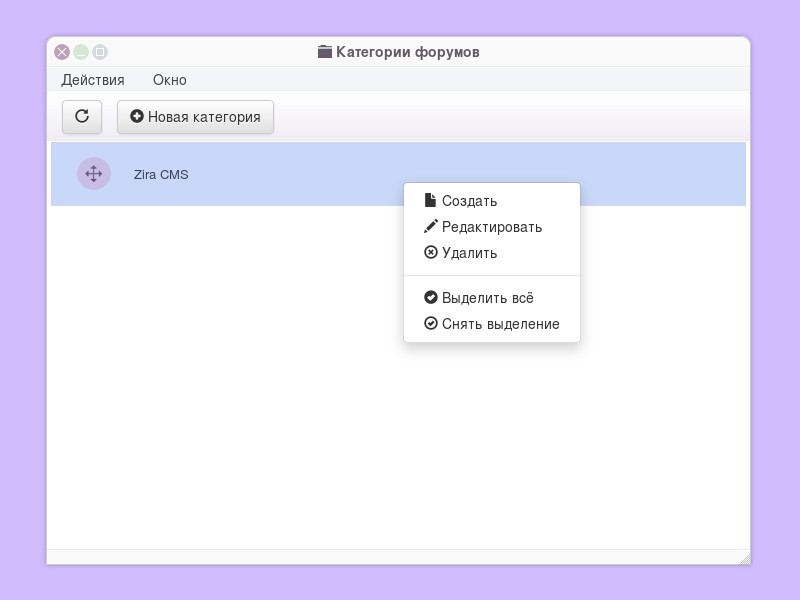 Категории форумов
Действия Окно
Новая категория
Zira CMS
Создать
Редактировать
Удалить
Выделить всё
Снять выделение